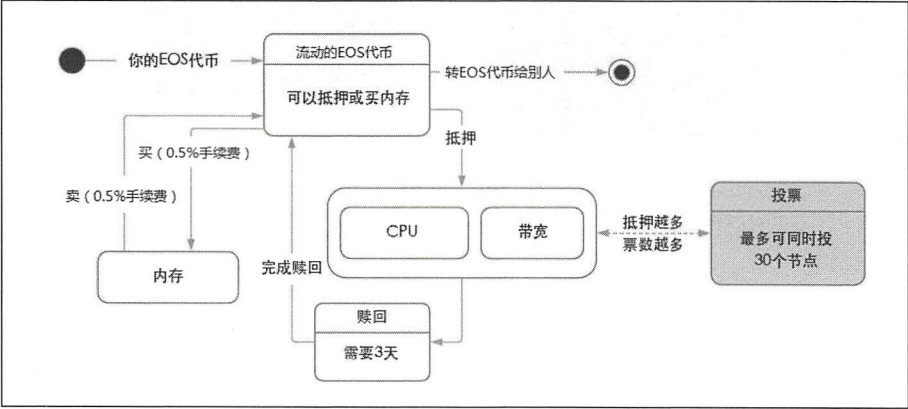 你的EOS代币
流动的EOS代币
可以抵押或买内存
转EOS代币给别人
买（0.5%手续费）
卖（0.5%手续费）
抵押
内存
完成赎回
CPU
带宽
抵押越多
票数越多
投票
最多可同时投
30个节点
赎回
需要3天